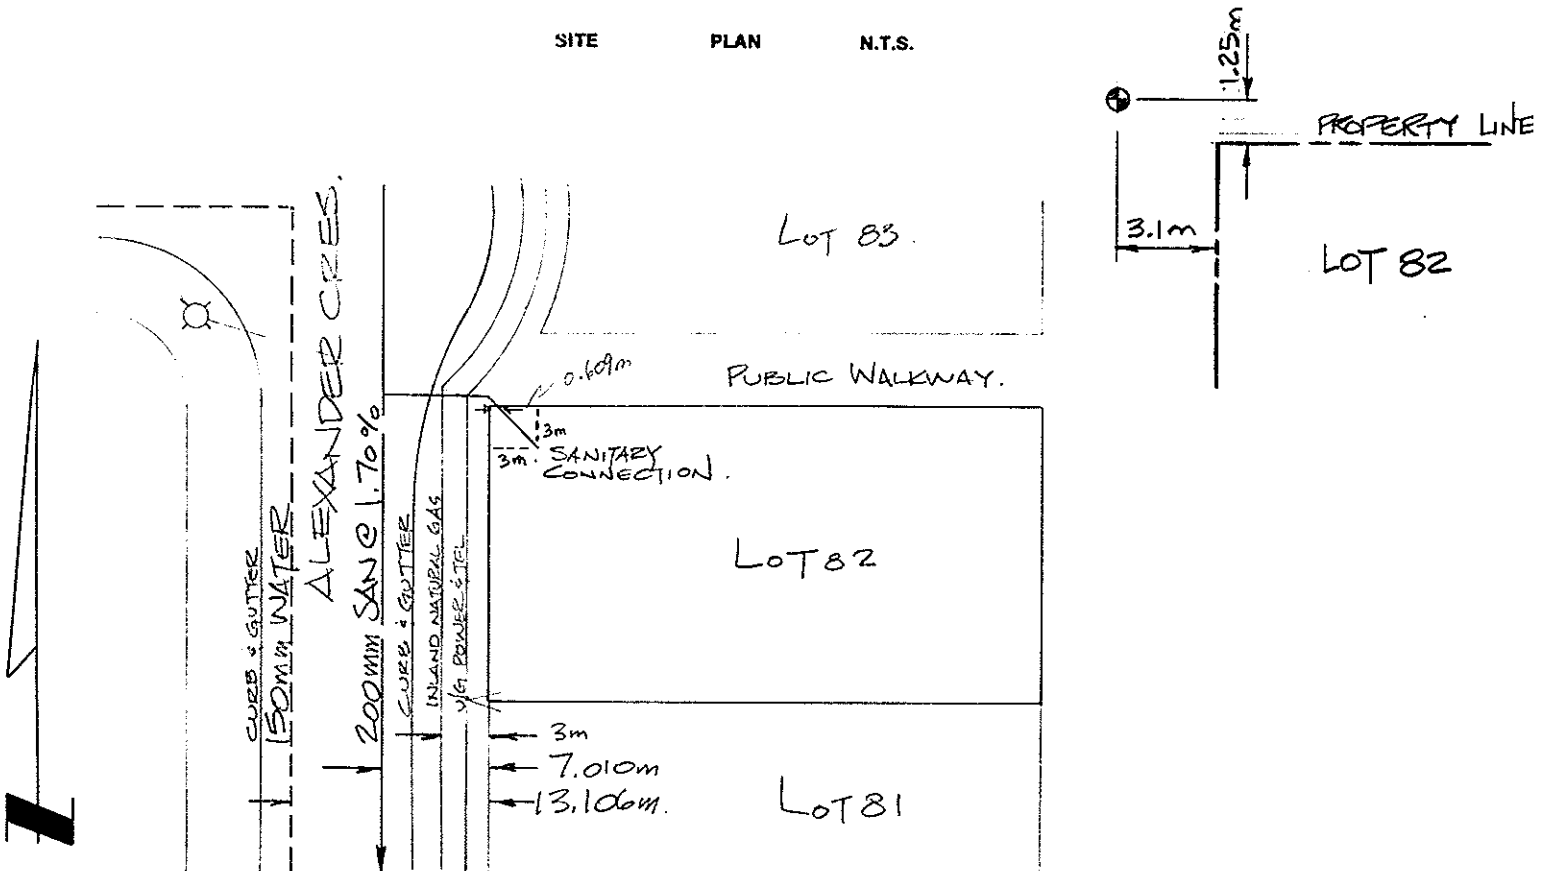 SITE PLAN N.T.S.
1.25m
PROPERTY LINE
3.1m
LOT 82
LOT 83.
ALEXANDER CRES.
0.609m
PUBLIC WALKWAY.
3m
3m.
SANITARY
CONNECTION.
CURB & GUTTER
150mm WATER
200mm SAN @ 1.70%
CURB & GUTTER
INLAND NATURAL GAS
U/G POWER & TEL
LOT 82
3m
7.010m
13.106m.
LOT 81